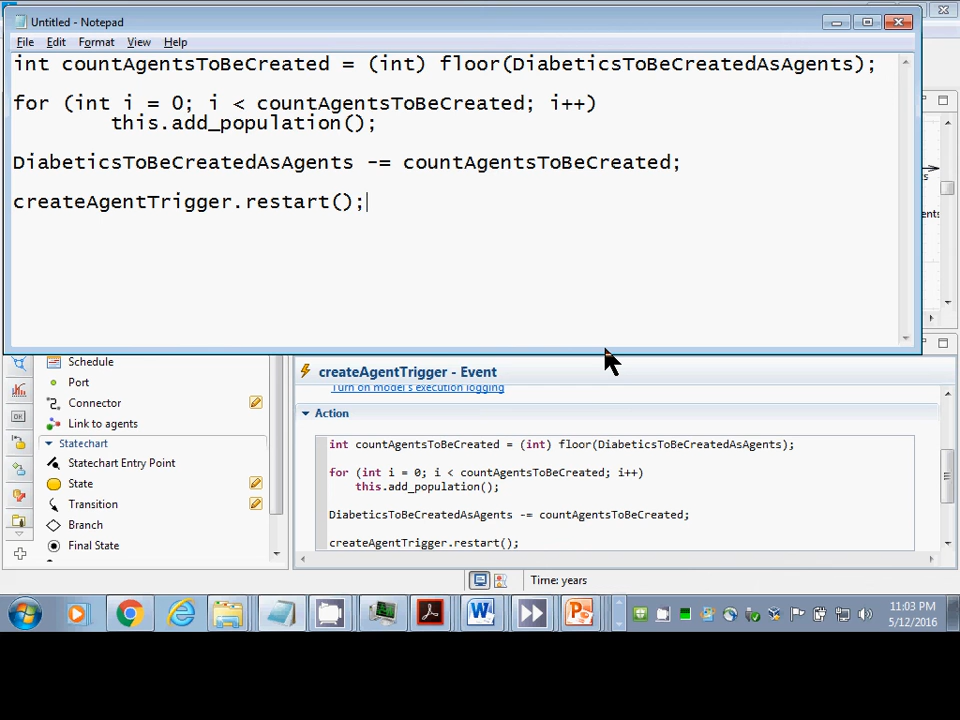 Untitled - Notepad
File Edit Format View Help
int countAgentsToBeCreated = (int) floor(DiabeticsToBeCreatedAsAgents);
for (int i = 0; i < countAgentsToBeCreated; i++)
this.add_population();
DiabeticsToBeCreatedAsAgents -= countAgentsToBeCreated;
createAgentTrigger.restart();
Schedule
Port
Connector
Link to agents
Statechart
Statechart Entry Point
State
Transition
Branch
Final State
createAgentTrigger - Event
Turn on model's execution logging
Action
int countAgentsToBeCreated = (int) floor(DiabeticsToBeCreatedAsAgents);
for (int i = 0; i < countAgentsToBeCreated; i++)
this.add_population();
DiabeticsToBeCreatedAsAgents -= countAgentsToBeCreated;
createAgentTrigger.restart();
Time: years
11:03 PM
5/12/2016